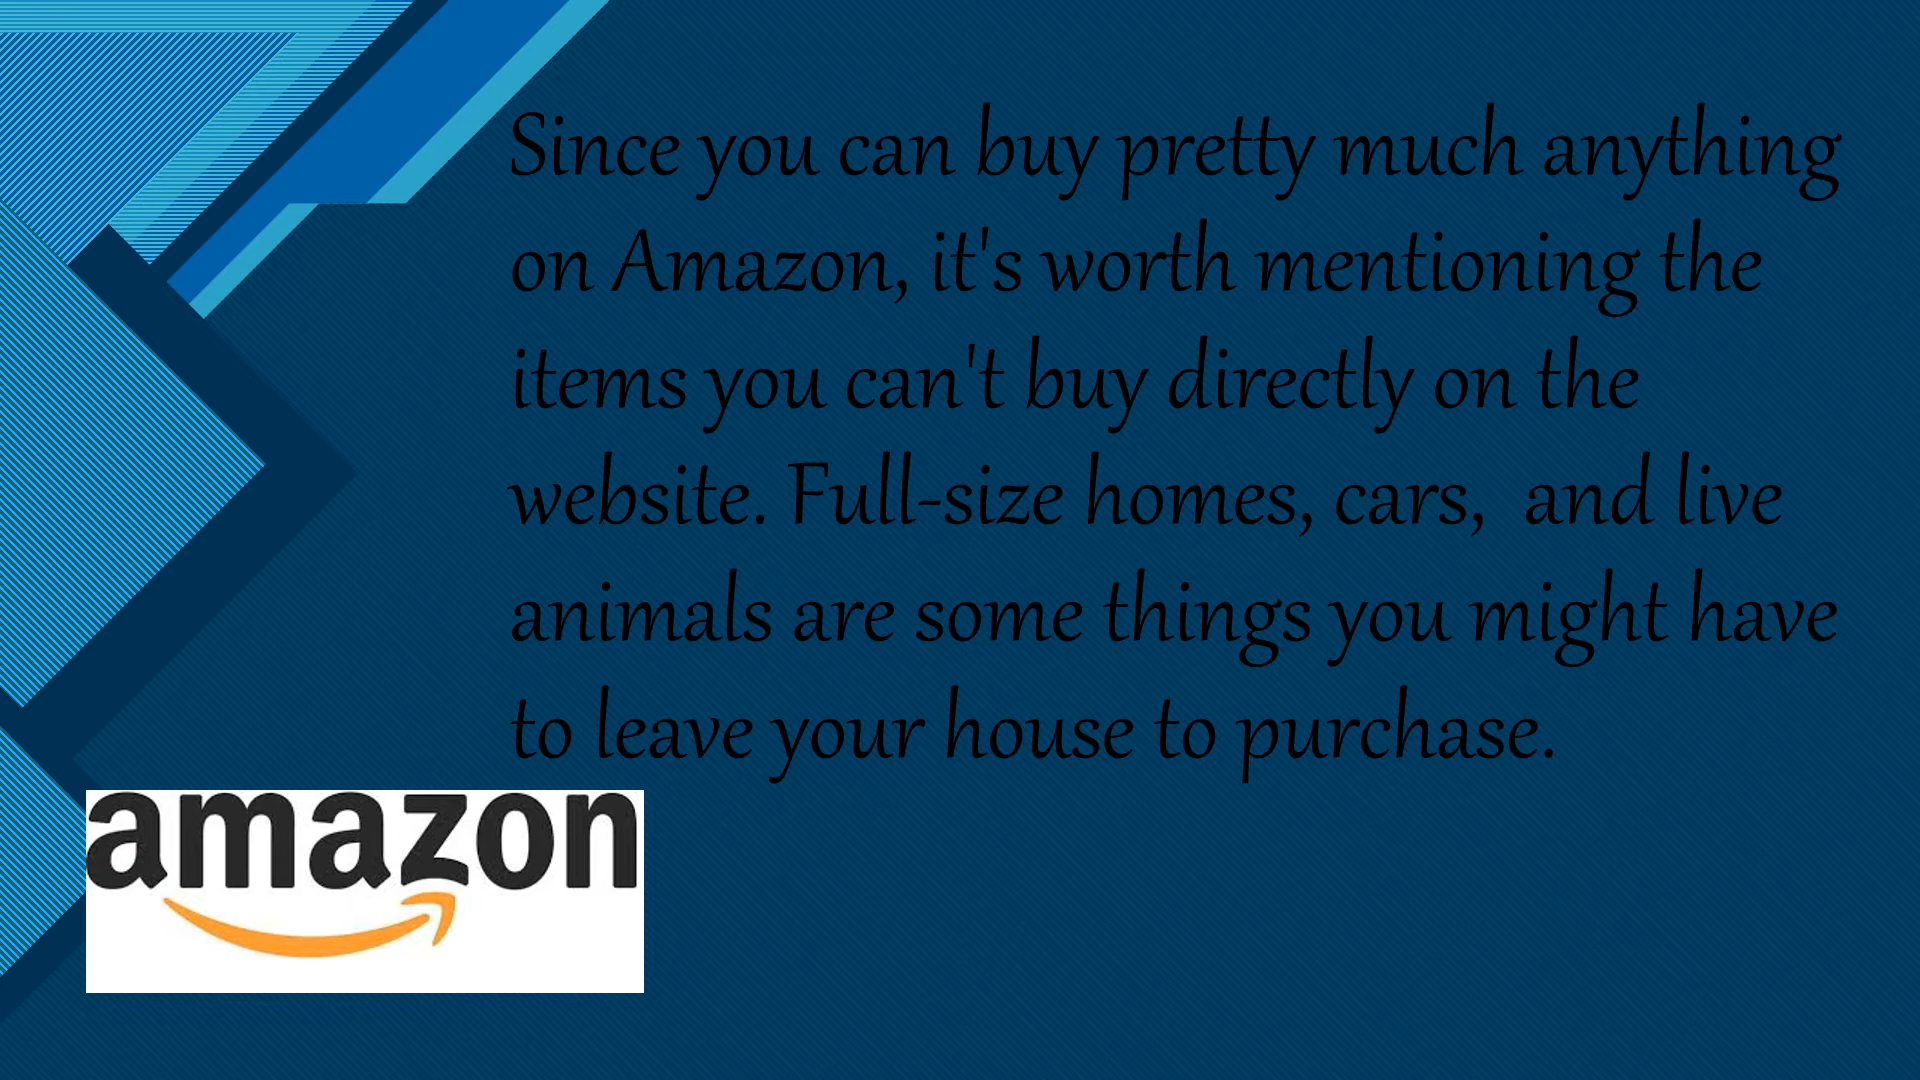 Since you can buy pretty much anything
on Amazon, it's worth mentioning the
items you can't buy directly on the
website. Full-size homes, cars,  and live
animals are some things you might have
to leave your house to purchase.
amazon